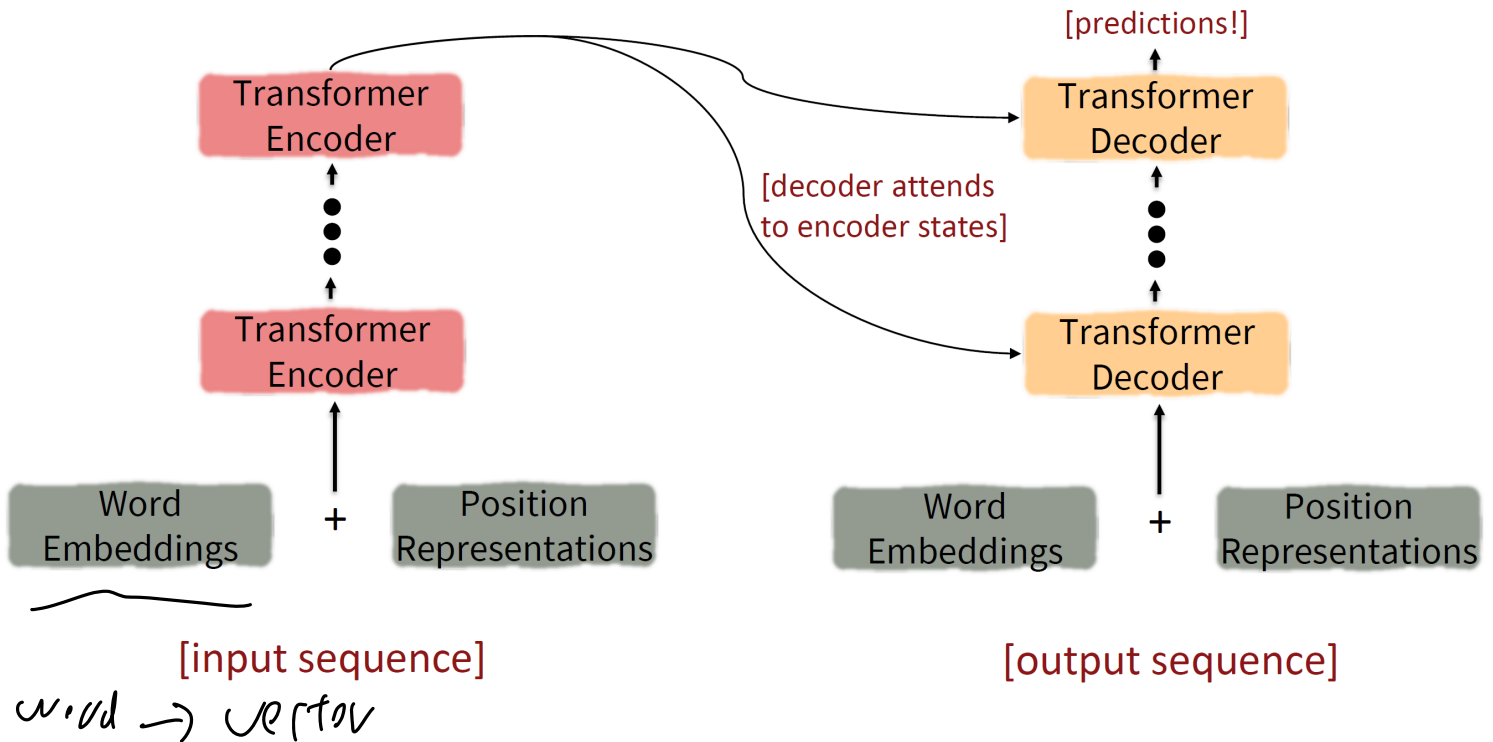 [predictions!]
Transformer
Encoder
Transformer
Decoder
[decoder attends
to encoder states]
Transformer
Encoder
Transformer
Decoder
Word
Embeddings
+
Position
Representations
Word
Embeddings
+
Position
Representations
[input sequence]
[output sequence]
word → vector